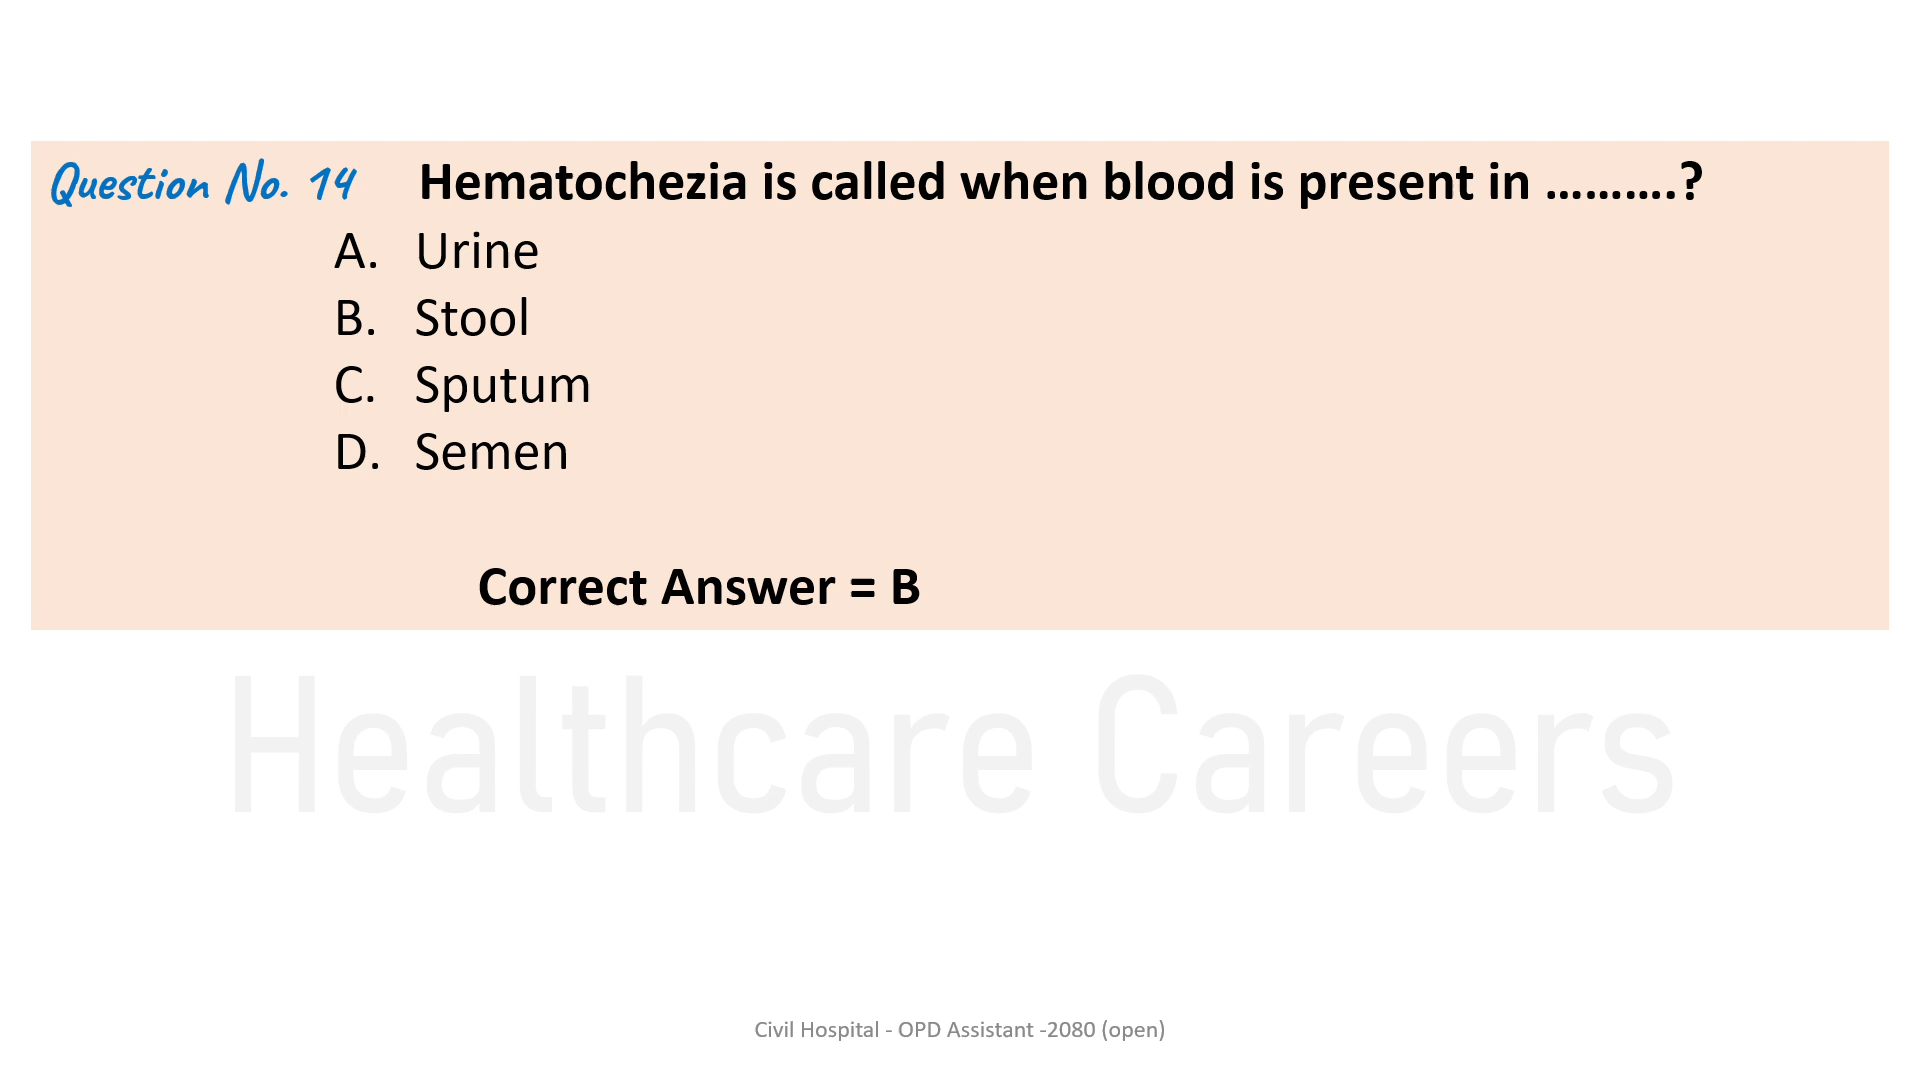 Question No. 14 Hematochezia is called when blood is present in ……….?
A. Urine
B. Stool
C. Sputum
D. Semen
Correct Answer = B
Healthcare Careers
Civil Hospital - OPD Assistant -2080 (open)